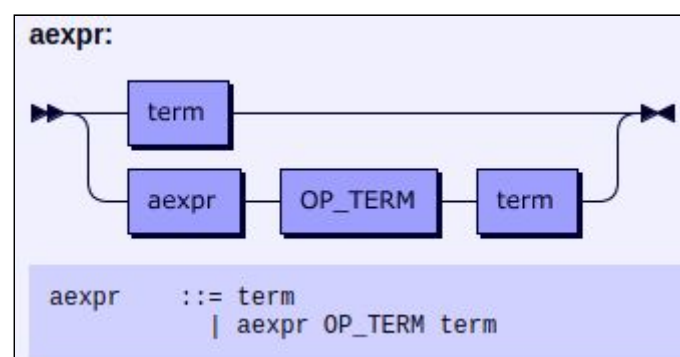 aexpr:
term
aexpr OP_TERM term
aexpr ::= term
| aexpr OP_TERM term